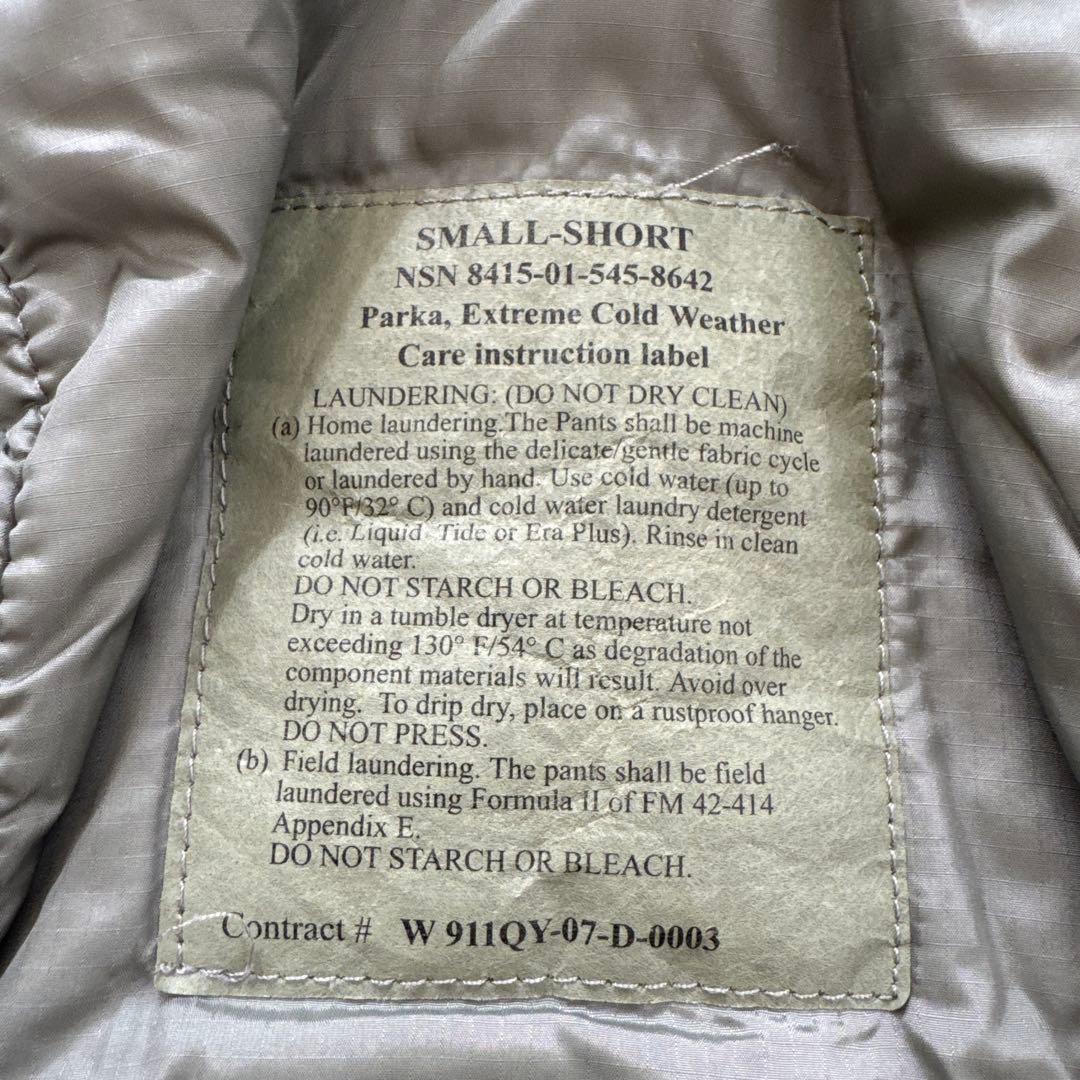 SMALL-SHORT
NSN 8415-01-545-8642
Parka, Extreme Cold Weather
Care instruction label
LAUNDERING: (DO NOT DRY CLEAN)
(a) Home laundering.The Pants shall be machine
laundered using the delicate/gentle fabric cycle
or laundered by hand. Use cold water (up to
90°F/32° C) and cold water laundry detergent
(i.e. Liquid Tide or Era Plus). Rinse in clean
cold water.
DO NOT STARCH OR BLEACH.
Dry in a tumble dryer at temperature not
exceeding 130° F/54° C as degradation of the
component materials will result. Avoid over
drying. To drip dry, place on a rustproof hanger.
DO NOT PRESS.
(b) Field laundering. The pants shall be field
laundered using Formula II of FM 42-414
Appendix E.
DO NOT STARCH OR BLEACH.
Contract # W 911QY-07-D-0003